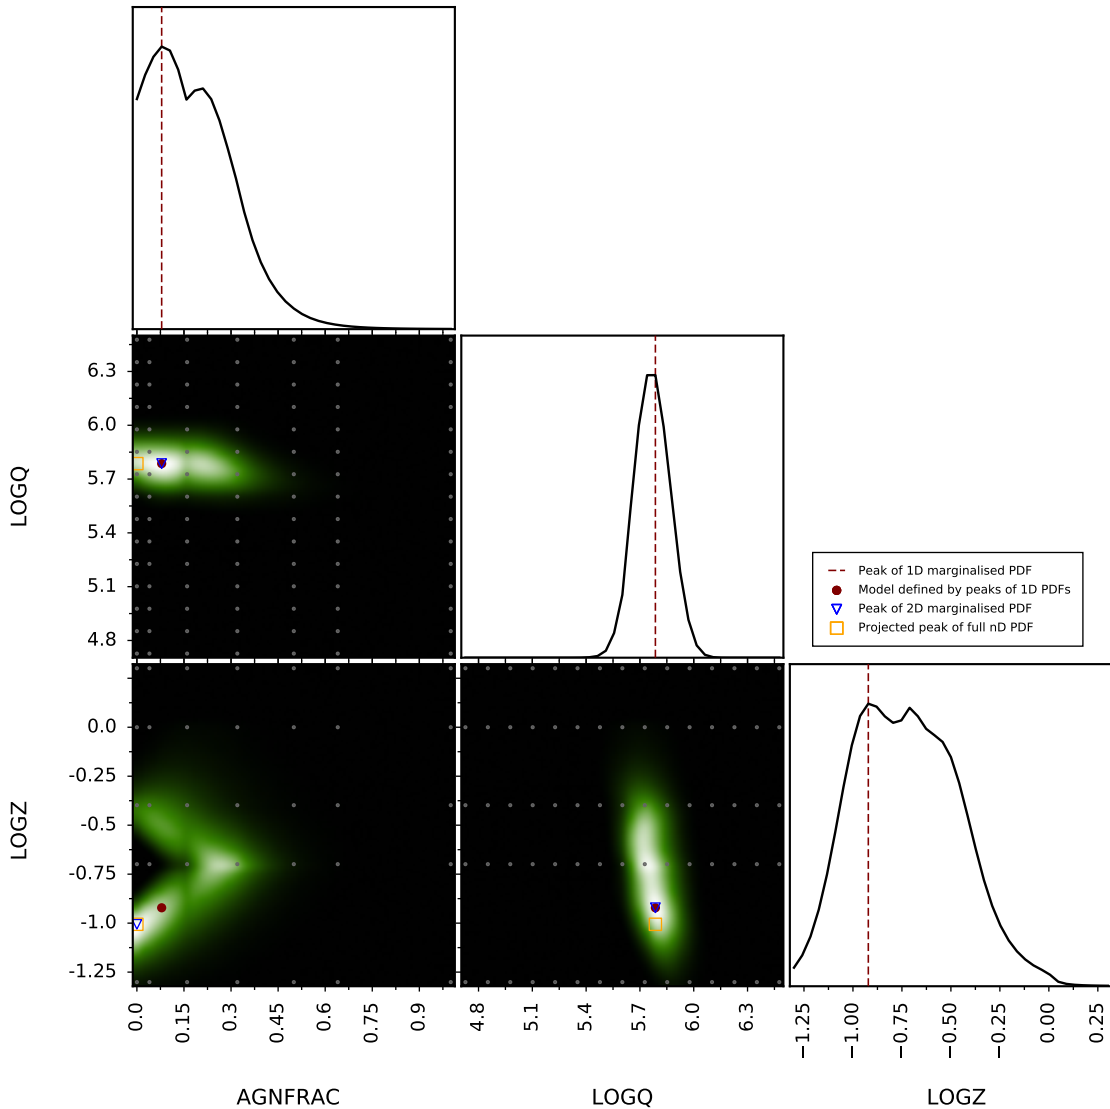 6.3
6.0
5.7
5.4
5.1
4.8
LOGQ
Peak of 1D marginalised PDF
Model defined by peaks of 1D PDFs
Peak of 2D marginalised PDF
Projected peak of full nD PDF
0.0
-0.25
-0.5
-0.75
-1.0
-1.25
LOGZ
0.0 0.15 0.3 0.45 0.6 0.75 0.9
4.8 5.1 5.4 5.7 6.0 6.3
−1.25 −1.00 −0.75 −0.50 −0.25 0.00 0.25
AGNFRAC LOGQ LOGZ